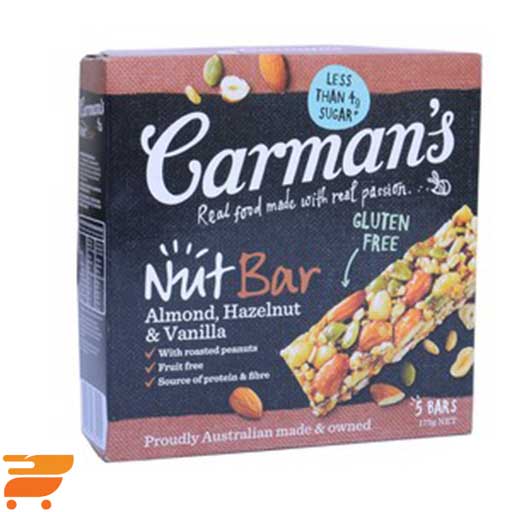 LESS
THAN 4g
SUGAR*
Carman's
Real food made with real passion.
GLUTEN
FREE
Nut Bar
Almond, Hazelnut
& Vanilla
With roasted peanuts
Fruit free
Source of protein & fibre
5 BARS
175g NET
Proudly Australian made & owned
Carman's